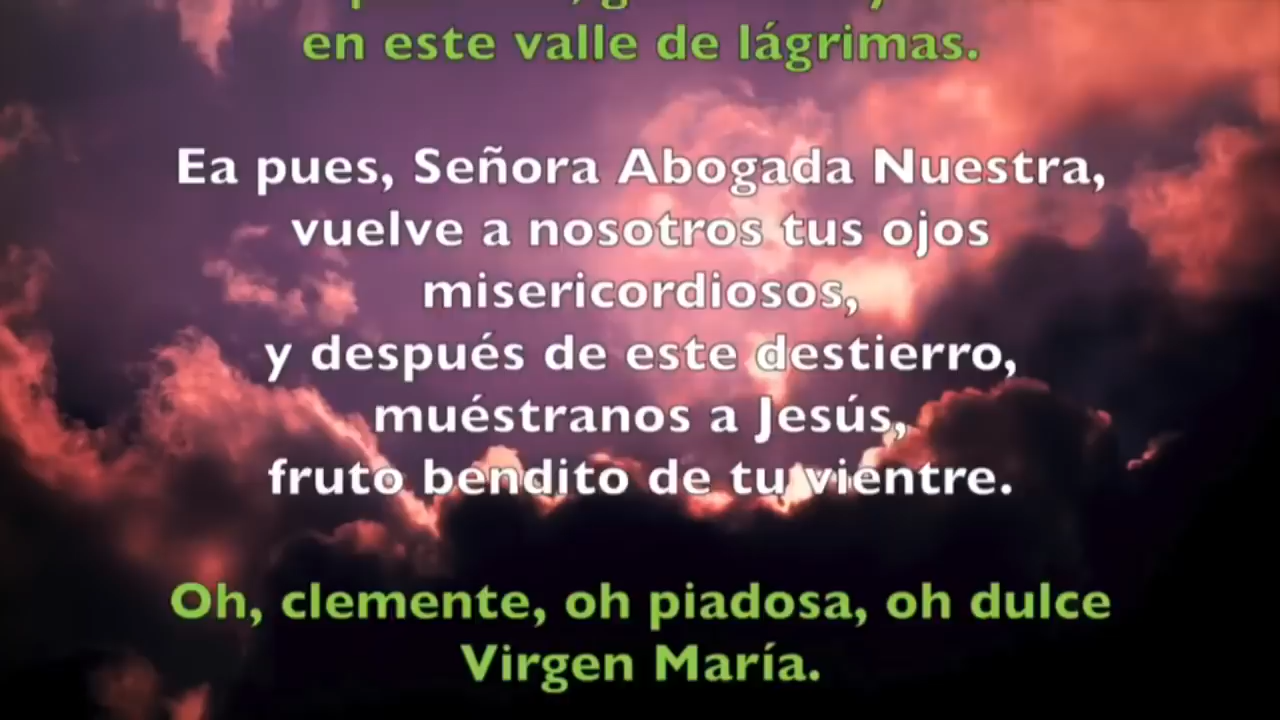 en este valle de lágrimas.
Ea pues, Señora Abogada Nuestra,
vuelve a nosotros tus ojos
misericordiosos,
y después de este destierro,
muéstranos a Jesús,
fruto bendito de tu vientre.
Oh, clemente, oh piadosa, oh dulce
Virgen María.